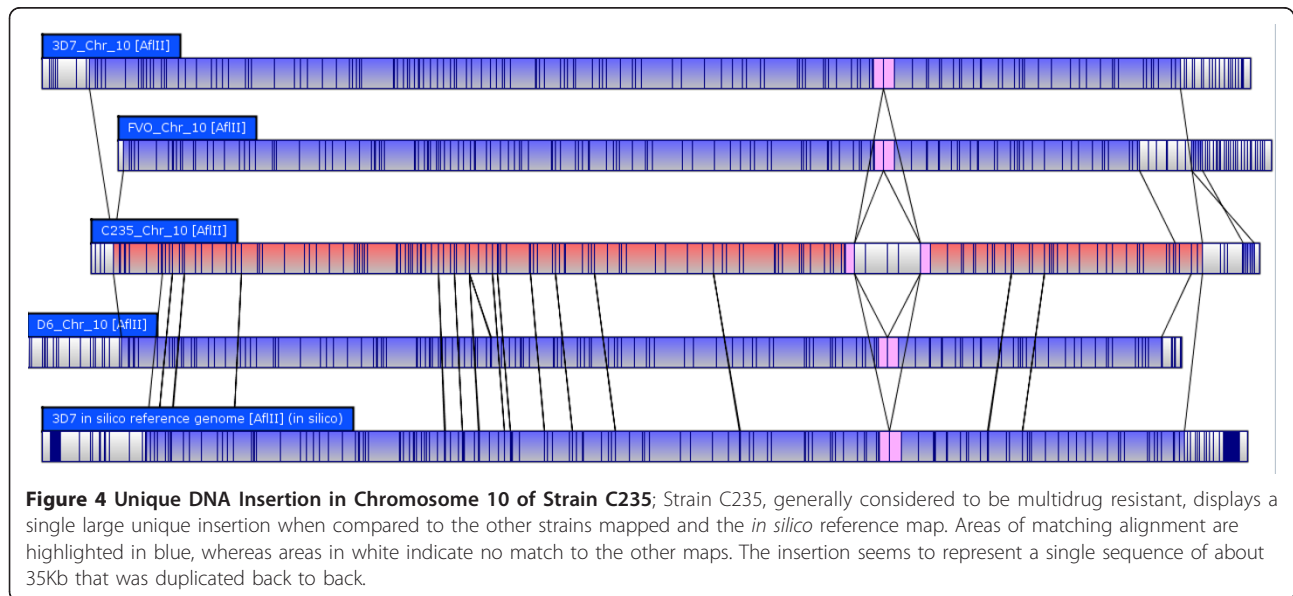 3D7_Chr_10 [AflII]
FVO_Chr_10 [AflII]
C235_Chr_10 [AflII]
D6_Chr_10 [AflII]
3D7 in silico reference genome [AflII] (in silico)
Figure 4 Unique DNA Insertion in Chromosome 10 of Strain C235; Strain C235, generally considered to be multidrug resistant, displays a
single large unique insertion when compared to the other strains mapped and the in silico reference map. Areas of matching alignment are
highlighted in blue, whereas areas in white indicate no match to the other maps. The insertion seems to represent a single sequence of about
35Kb that was duplicated back to back.